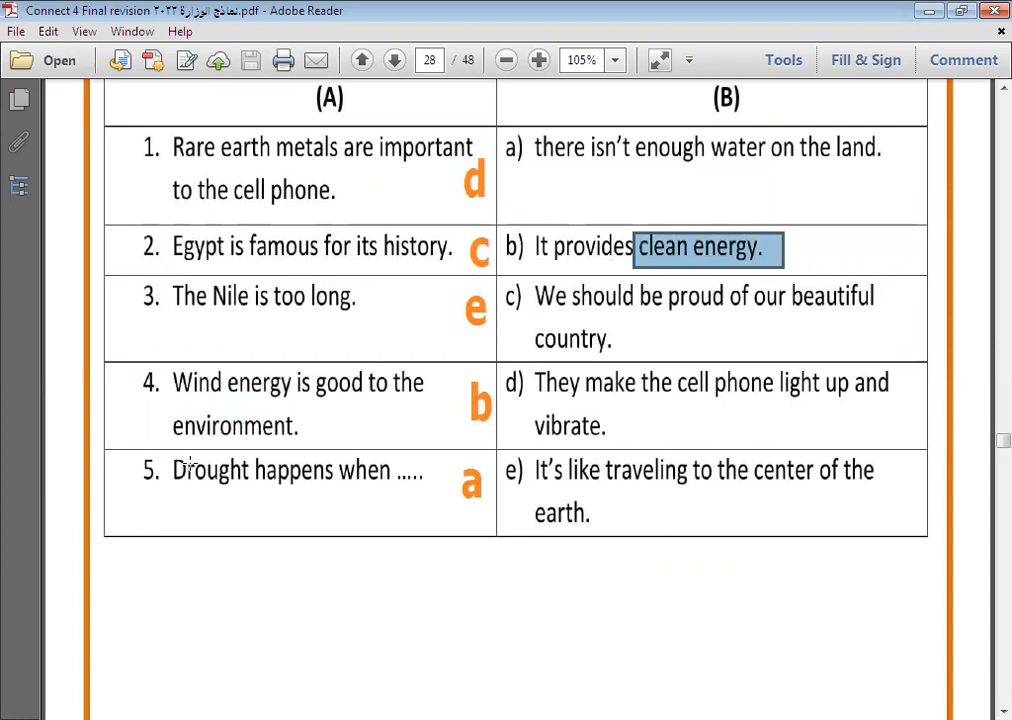 Connect 4 Final revision نماذج الوزارة ٢٠٢٢.pdf - Adobe Reader
File Edit View Window Help
Open 28 / 48 105% Tools Fill & Sign Comment
(A) (B)
1. Rare earth metals are important
to the cell phone. d
a) there isn't enough water on the land.
2. Egypt is famous for its history. c
b) It provides clean energy.
3. The Nile is too long. e
c) We should be proud of our beautiful
country.
4. Wind energy is good to the
environment. b
d) They make the cell phone light up and
vibrate.
5. Drought happens when ..... a
e) It's like traveling to the center of the
earth.